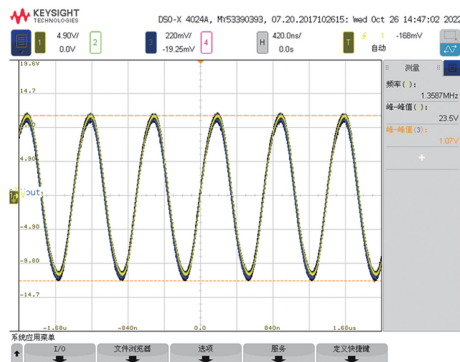 KEYSIGHT
TECHNOLOGIES
DSO-X 4024A, MY53390393, 07.20.2017102615: Wed Oct 26 14:47:02 2022
1 4.90V/ 2 3 220mV/ 4 H 420.0ns/ T 1 -168mV
0.0V -19.25mV 0.0s 自动
19.6V
测量
14.7
频率( ):
1.3587MHz
峰-峰值( ):
23.5V
峰-峰值(3):
1.07V
4.90
out
-4.90
-9.80
-14.7
-1.68us -840n 0.0 840n 1.68us
系统应用菜单
I/O 文件浏览器 选项 服务 定义快捷键